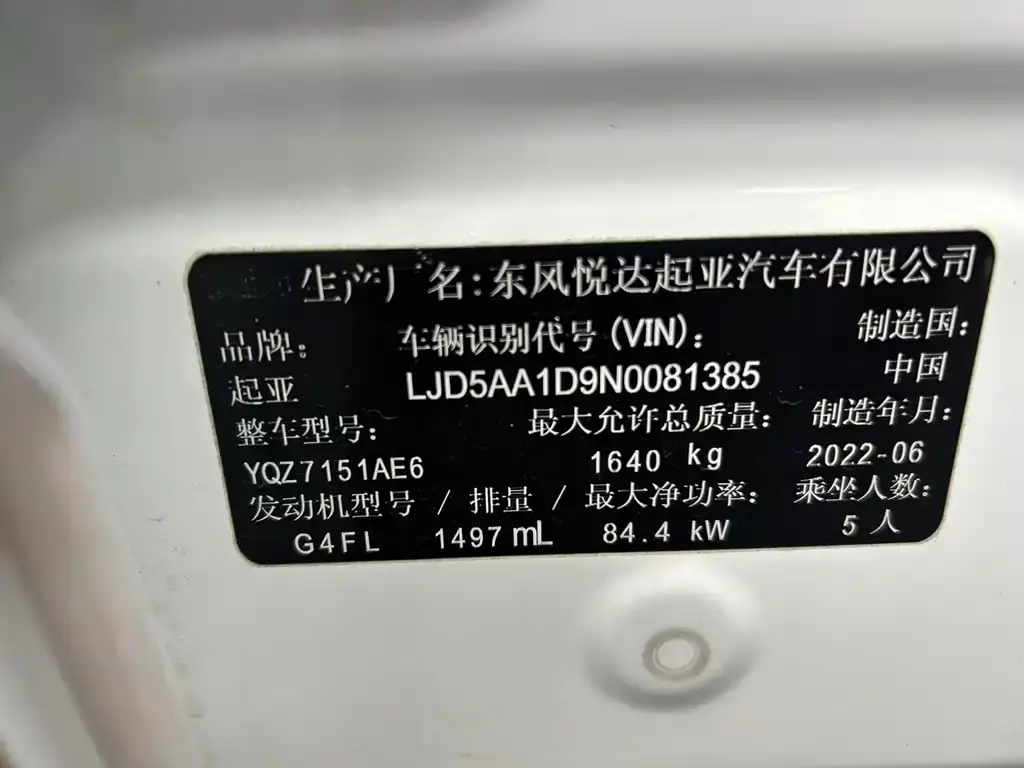 生产厂名:东风悦达起亚汽车有限公司
品牌: 车辆识别代号(VIN): 制造国:
起亚 LJD5AA1D9N0081385 中国
整车型号: 最大允许总质量: 制造年月:
YQZ7151AE6 1640 kg 2022-06
发动机型号 / 排量 / 最大净功率: 乘坐人数:
G4FL 1497 mL 84.4 kW 5 人